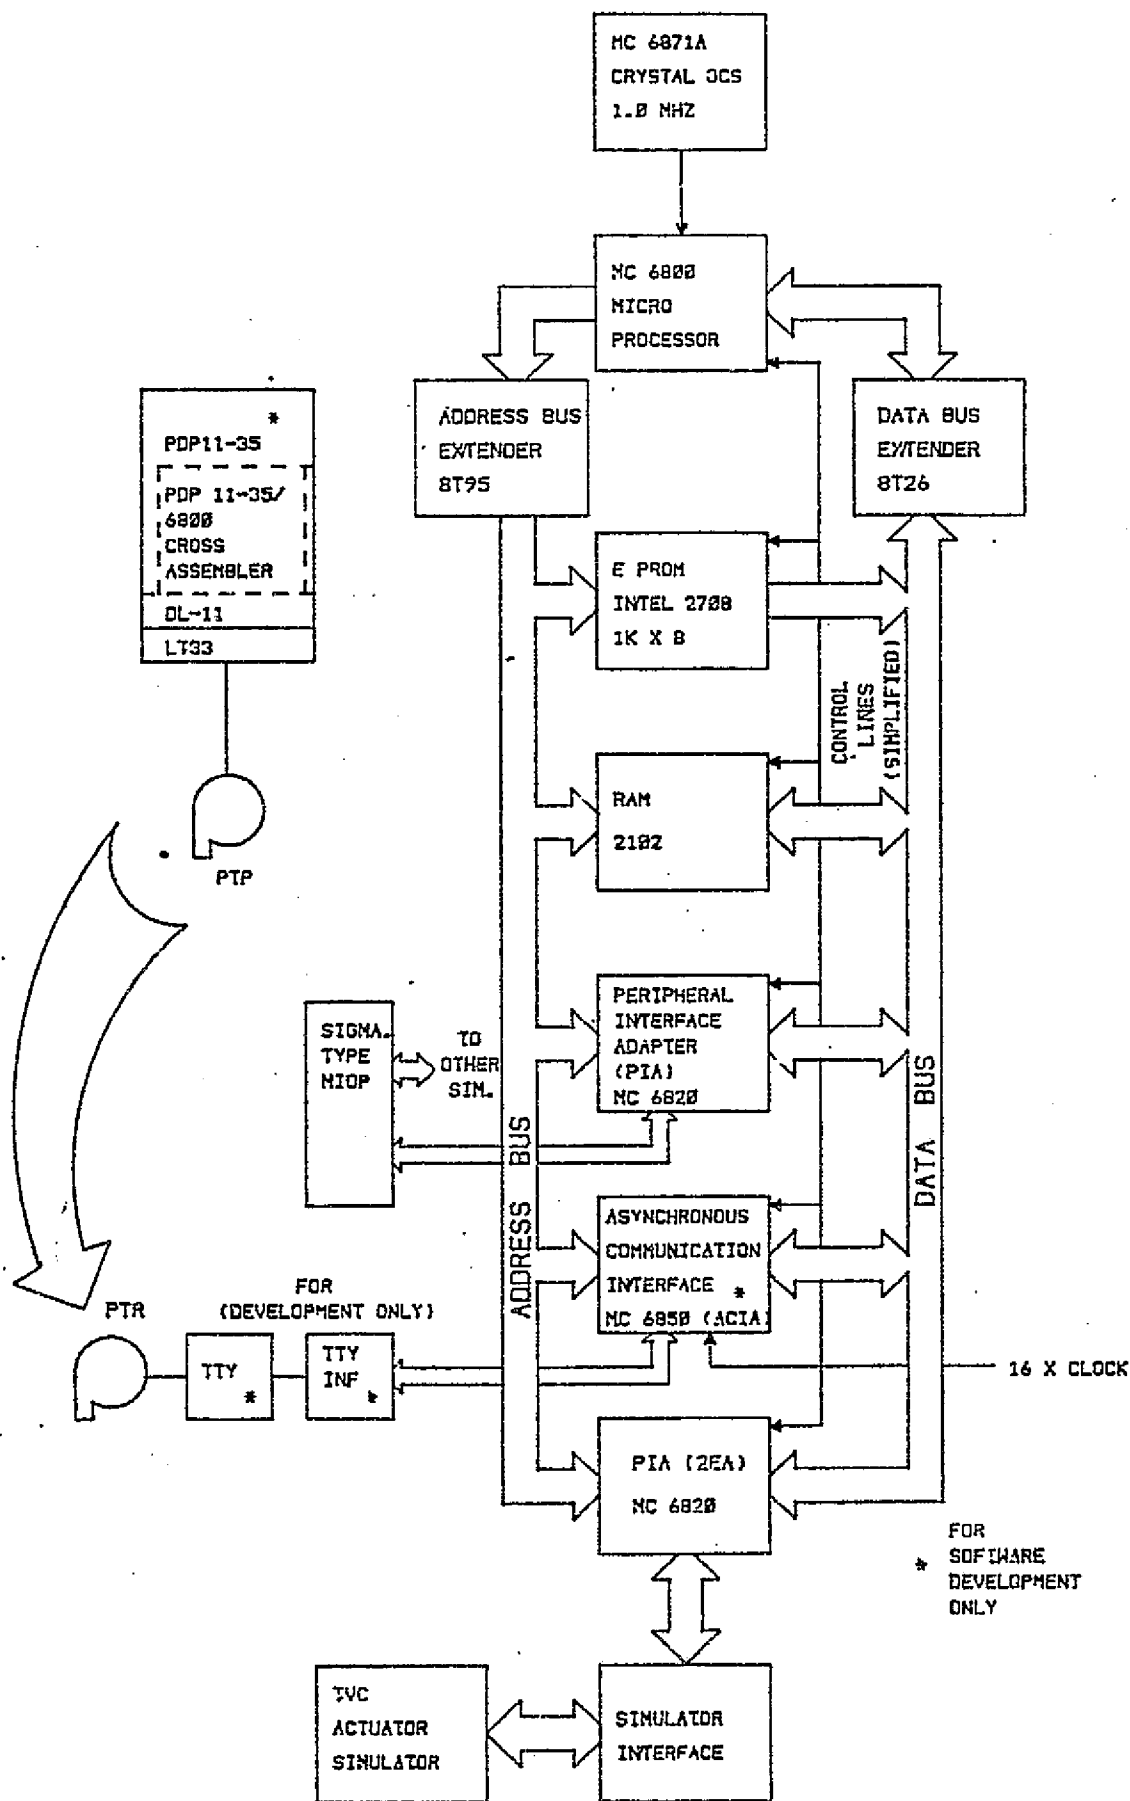 MC 6871A
CRYSTAL OCS
1.0 MHZ
MC 6800
MICRO
PROCESSOR
ADDRESS BUS
EXTENDER
8T95
DATA BUS
EXTENDER
8T26
*
PDP11-35
PDP 11-35/
6800
CROSS
ASSEMBLER
DL-11
LT33
PTP
E PROM
INTEL 2708
1K X 8
CONTROL
LINES
(SIMPLIFIED)
RAM
2102
PERIPHERAL
INTERFACE
ADAPTER
(PIA)
MC 6820
SIGMA.
TYPE
MIOP
TO
OTHER
SIM.
ADDRESS BUS
DATA BUS
ASYNCHRONOUS
COMMUNICATION
INTERFACE *
MC 6850 (ACIA)
FOR
(DEVELOPMENT ONLY)
PTR
TTY
*
TTY
INF
*
16 X CLOCK
PIA (2EA)
MC 6820
FOR
* SOFTWARE
DEVELOPMENT
ONLY
TVC
ACTUATOR
SIMULATOR
SIMULATOR
INTERFACE